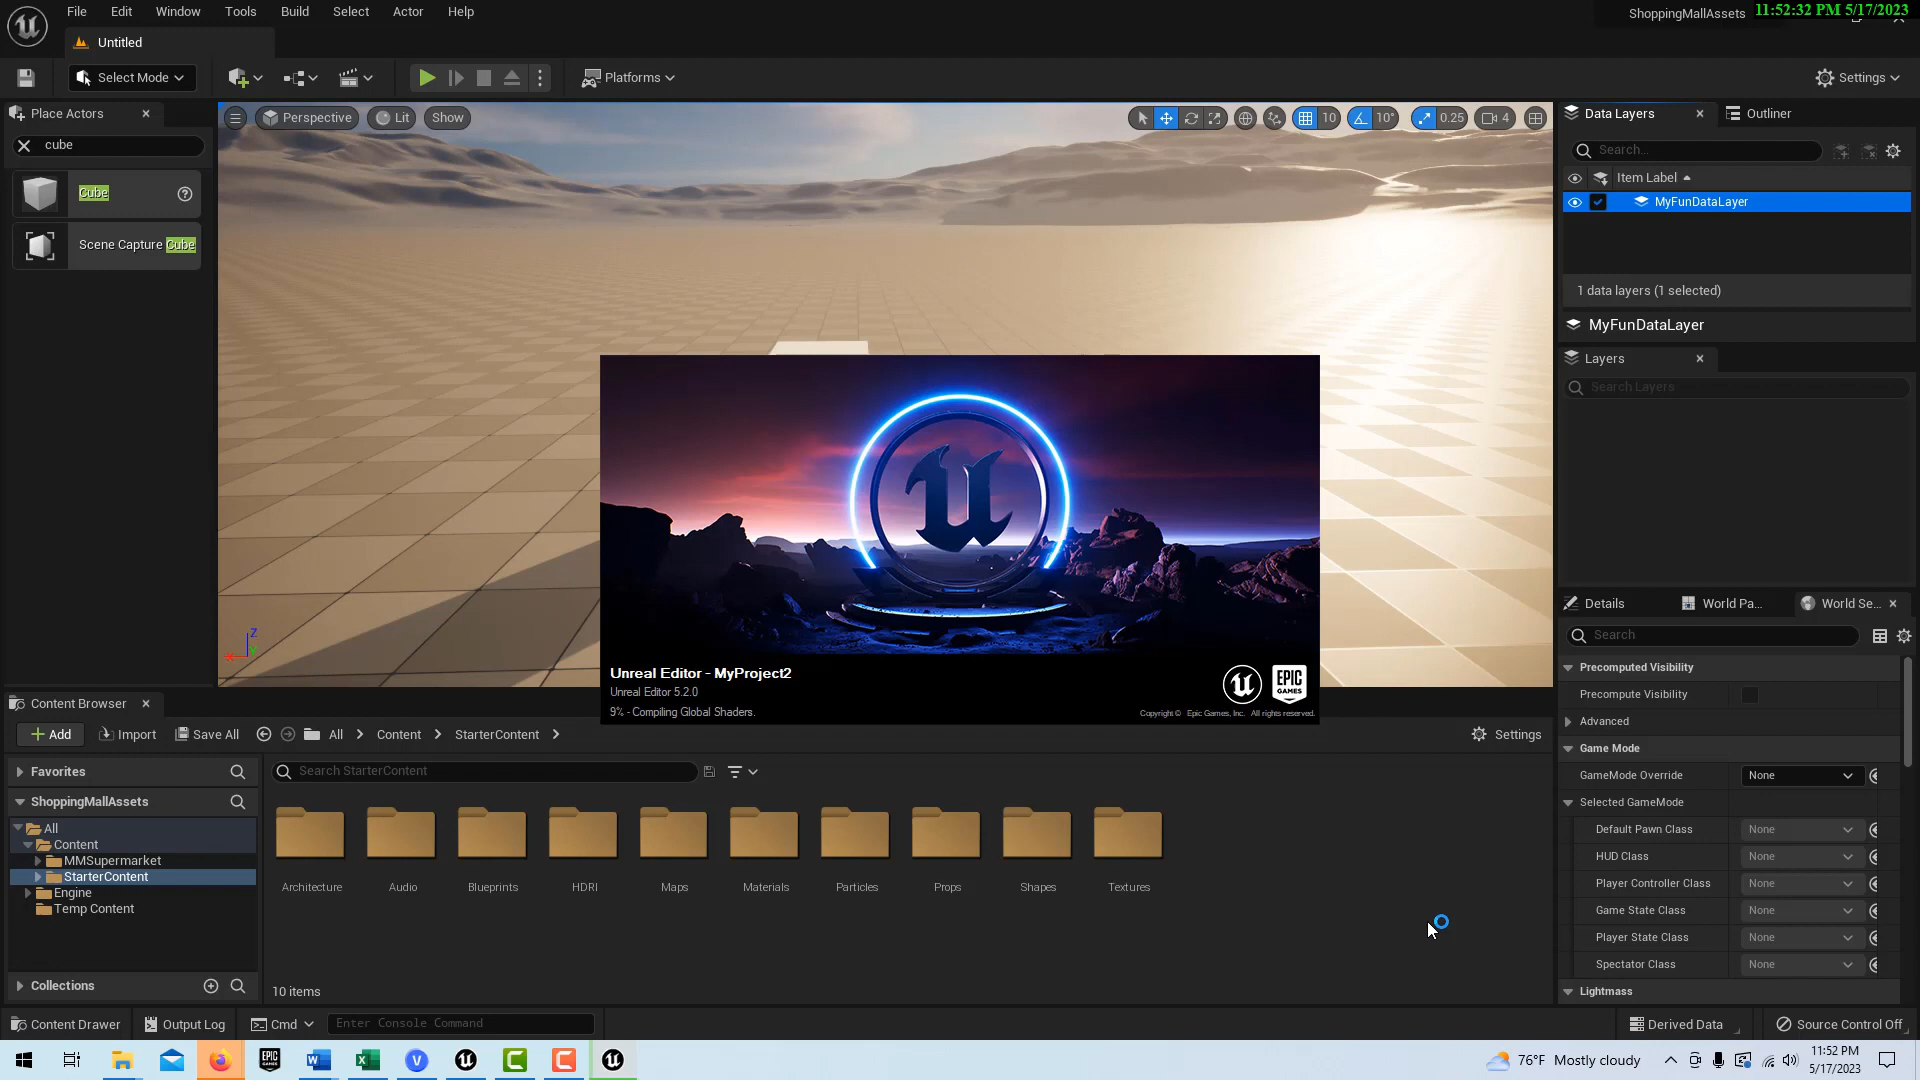 File Edit Window Tools Build Select Actor Help
ShoppingMallAssets
11:52:32 PM 5/17/2023
Untitled
Select Mode
Platforms
Settings
Place Actors
cube
Cube
Scene Capture Cube
Perspective
Lit
Show
10
10°
0.25
4
Data Layers
Outliner
Search...
Item Label
MyFunDataLayer
1 data layers (1 selected)
MyFunDataLayer
Layers
Search Layers
Z
Unreal Editor - MyProject2
Unreal Editor 5.2.0
9% - Compiling Global Shaders.
EPIC
GAMES
Copyright © Epic Games, Inc. All rights reserved.
Details
World Pa...
World Se...
Search
Precomputed Visibility
Precompute Visibility
Advanced
Game Mode
GameMode Override None
Selected GameMode
Default Pawn Class None
HUD Class None
Player Controller Class None
Game State Class None
Player State Class None
Spectator Class None
Lightmass
Content Browser
Add
Import
Save All
All
Content
StarterContent
Settings
Favorites
Search StarterContent
ShoppingMallAssets
All
Content
MMSupermarket
StarterContent
Engine
Temp Content
Collections
Architecture
Audio
Blueprints
HDRI
Maps
Materials
Particles
Props
Shapes
Textures
10 items
Content Drawer
Output Log
Cmd
Enter Console Command
Derived Data
Source Control Off
76°F Mostly cloudy
11:52 PM
5/17/2023